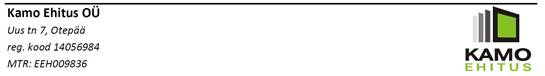 Kamo Ehitus OÜ
Uus tn 7, Otepää
reg. kood 14056984
MTR: EEH009836
KAMO
EHITUS